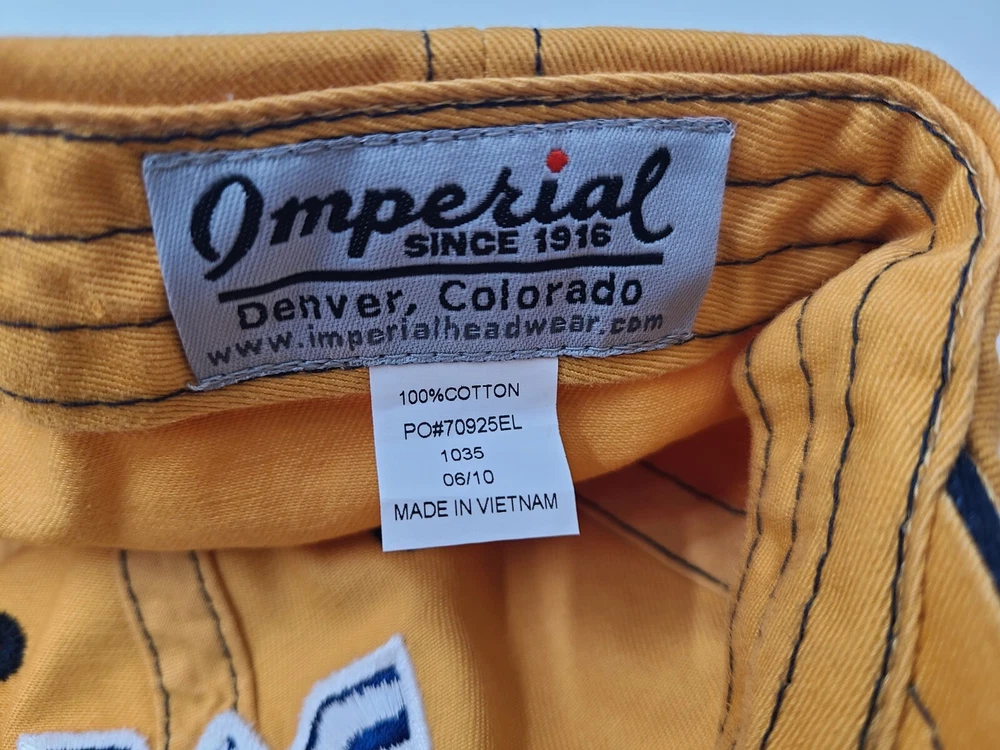 Imperial
SINCE 1916
Denver, Colorado
www.imperialheadwear.com
100%COTTON
PO#70925EL
1035
06/10
MADE IN VIETNAM